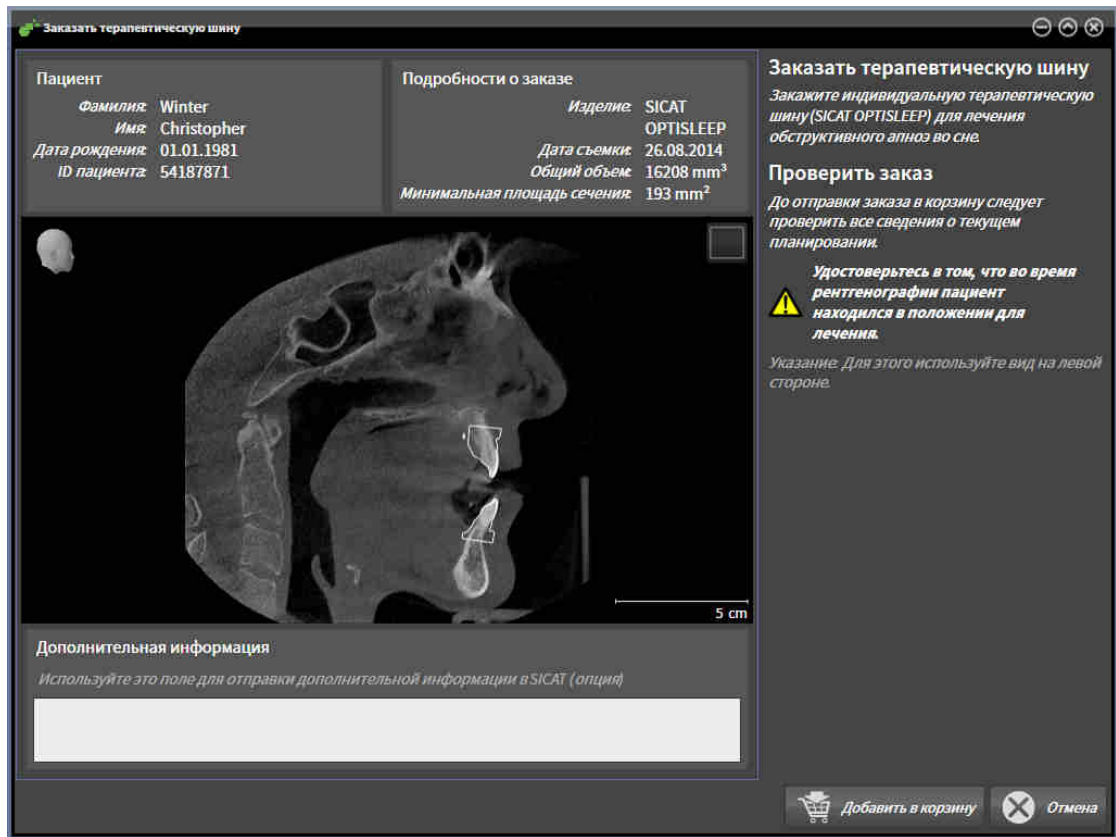 Заказать терапевтическую шину
Пациент
Фамилия: Winter
Имя: Christopher
Дата рождения: 01.01.1981
ID пациента: 54187871
Подробности о заказе
Изделие: SICAT
OPTISLEEP
Дата съемки: 26.08.2014
Общий объем: 16208 mm³
Минимальная площадь сечения: 193 mm²
5 cm
Дополнительная информация
Используйте это поле для отправки дополнительной информации в SICAT (опция)
Заказать терапевтическую шину
Закажите индивидуальную терапевтическую
шину (SICAT OPTISLEEP) для лечения
обструктивного апноэ во сне.
Проверить заказ
До отправки заказа в корзину следует
проверить все сведения о текущем
планировании.
Удостоверьтесь в том, что во время
рентгенографии пациент
находился в положении для
лечения.
Указание: Для этого используйте вид на левой
стороне.
Добавить в корзину
Отмена